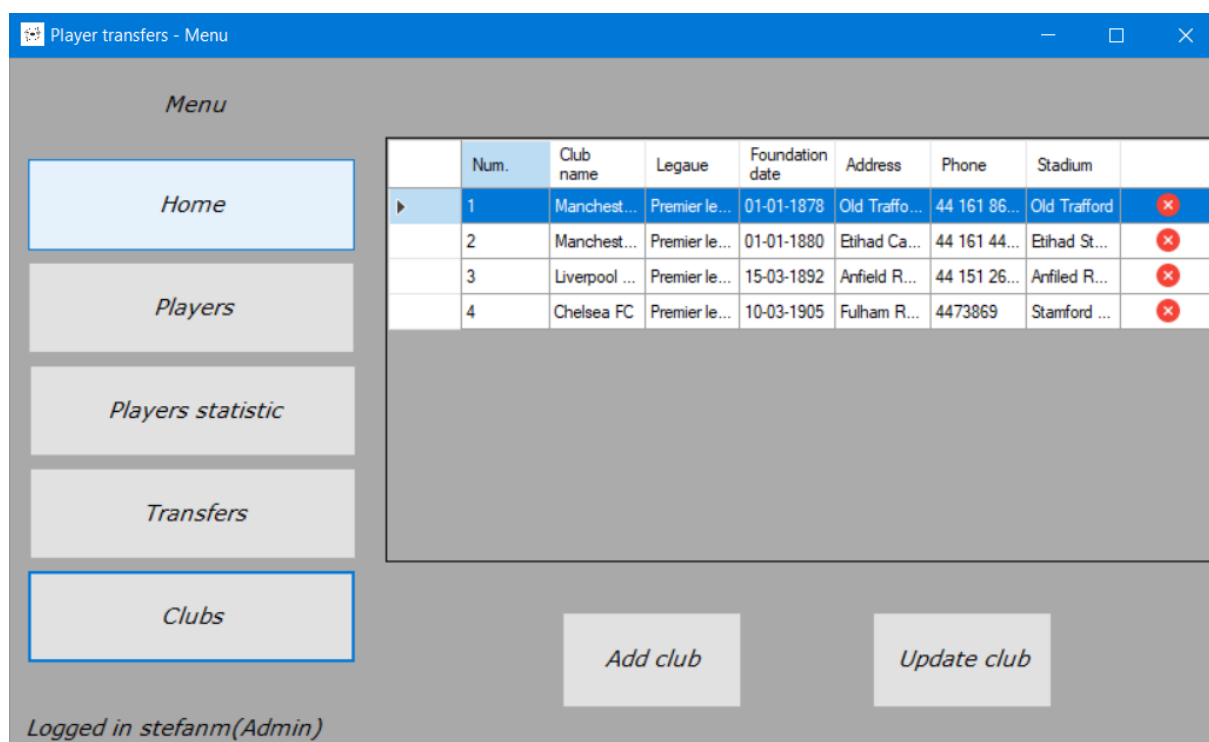 Player transfers - Menu
Menu
Home
Players
Players statistic
Transfers
Clubs
Logged in stefanm(Admin)
Num. Club name Legaue Foundation date Address Phone Stadium
1 Manchest... Premier le... 01-01-1878 Old Traffo... 44 161 86... Old Trafford
2 Manchest... Premier le... 01-01-1880 Etihad Ca... 44 161 44... Etihad St...
3 Liverpool ... Premier le... 15-03-1892 Anfield R... 44 151 26... Anfiled R...
4 Chelsea FC Premier le... 10-03-1905 Fulham R... 4473869 Stamford ...
Add club
Update club